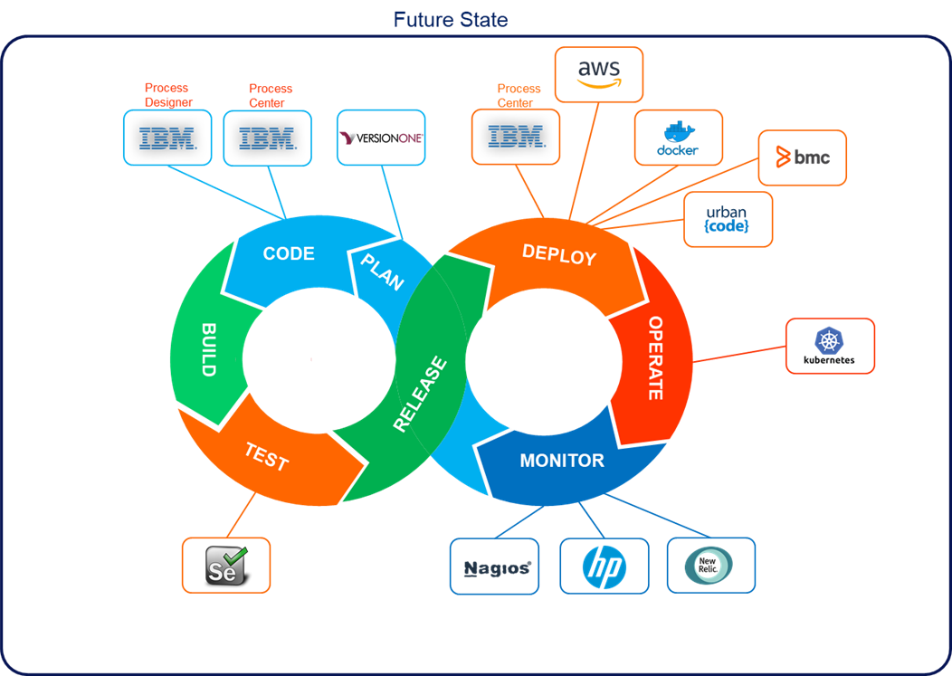 Future State
Process
Designer
IBM.
Process
Center
IBM.
VERSIONONE
Process
Center
IBM.
aws
docker
bmc
urban
{code}
CODE
PLAN
DEPLOY
BUILD
RELEASE
OPERATE
kubernetes
TEST
MONITOR
Se
Nagios®
hp
New
Relic.